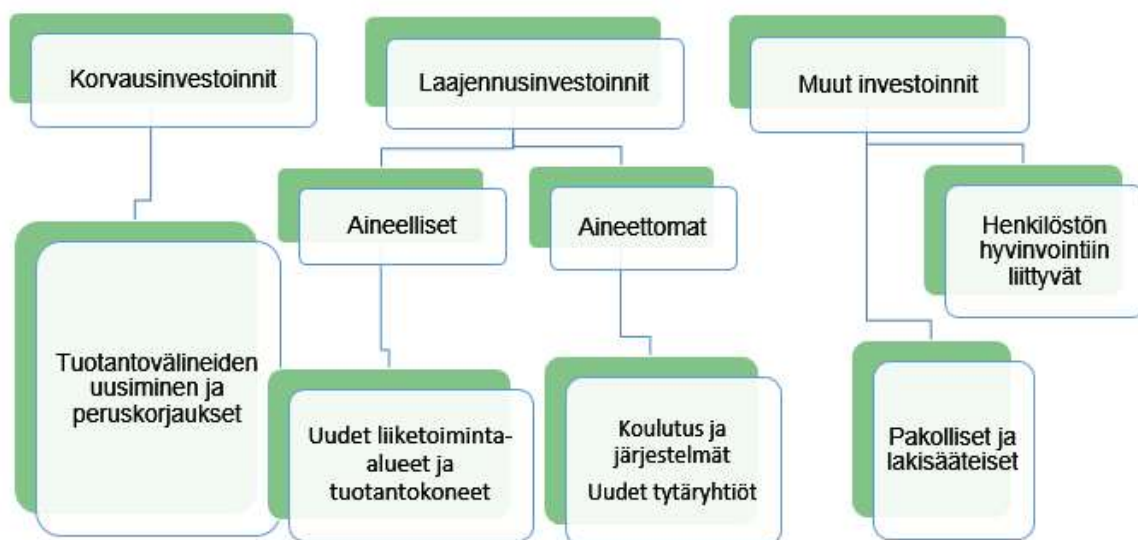 Korvausinvestoinnit
Laajennusinvestoinnit
Muut investoinnit
Aineelliset
Aineettomat
Henkilöstön
hyvinvointiin
liittyvät
Tuotantovälineiden
uusiminen ja
peruskorjaukset
Uudet liiketoiminta-
alueet ja
tuotantokoneet
Koulutus ja
järjestelmät
Uudet tytäryhtiöt
Pakolliset ja
lakisääteiset